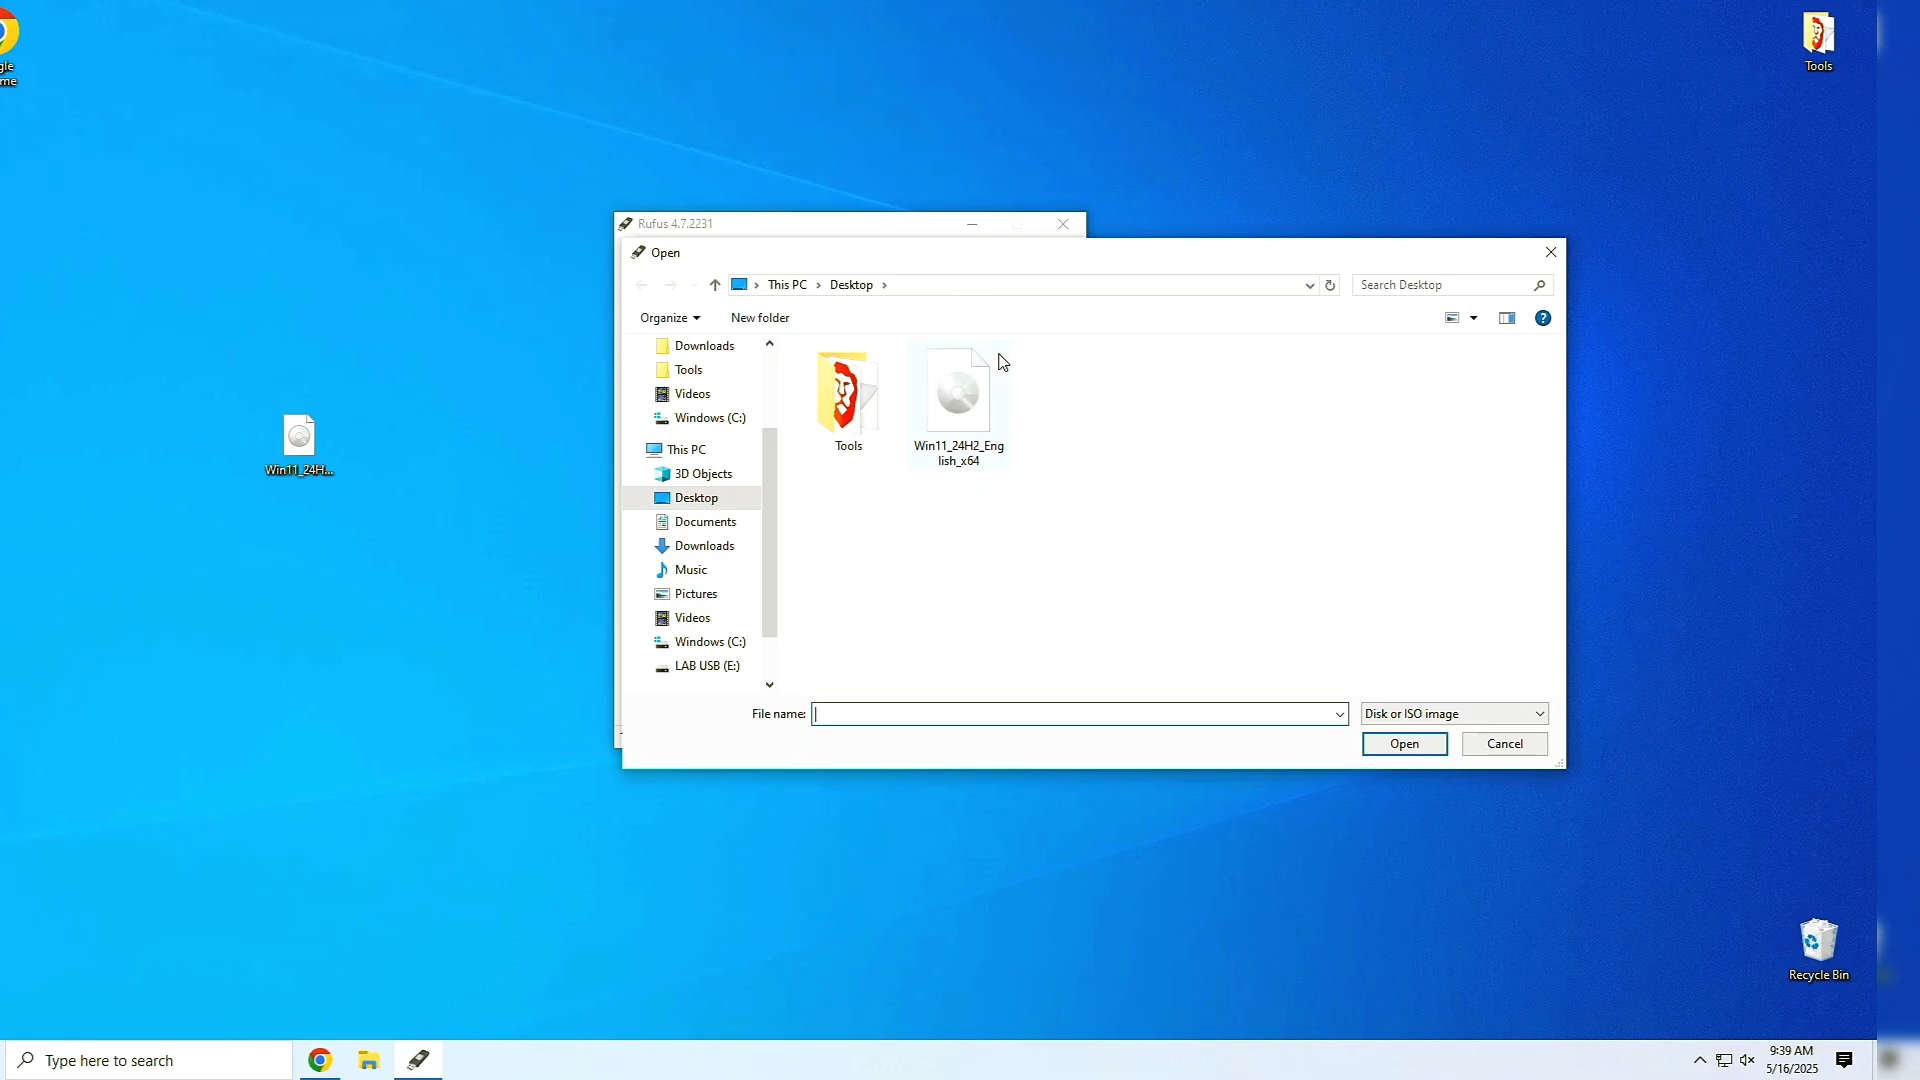 gle
me
Tools
Rufus 4.7.2231
Open
This PC
Desktop
Search Desktop
Organize
New folder
Downloads
Tools
Videos
Windows (C:)
This PC
3D Objects
Desktop
Documents
Downloads
Music
Pictures
Videos
Windows (C:)
LAB USB (E:)
Tools
Win11_24H2_Eng
lish_x64
Win11_24H...
File name:
Disk or ISO image
Open
Cancel
Recycle Bin
Type here to search
9:39 AM
5/16/2025